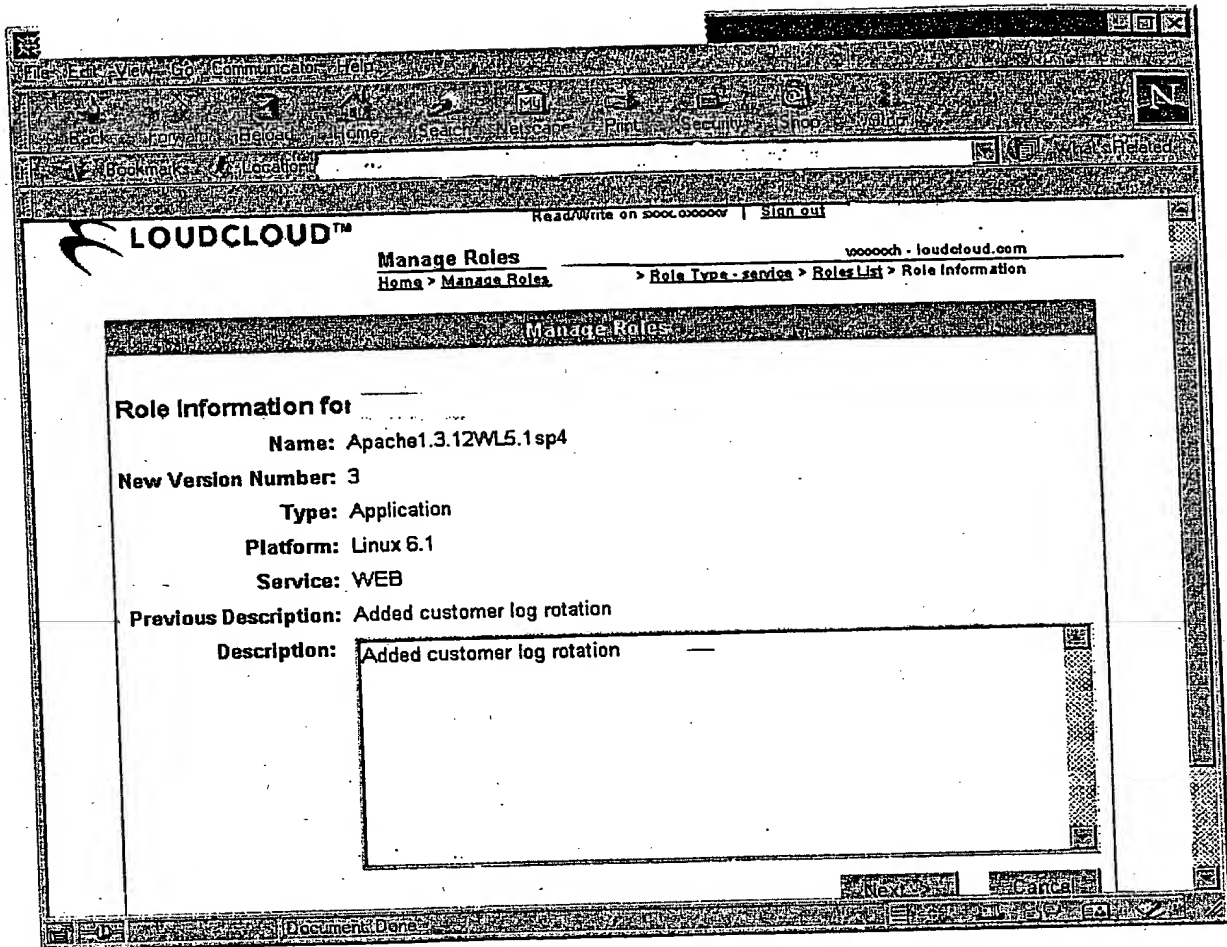 File Edit View Go Communicator Help
Back Forward Reload Home Search Netscape Print Security Shop Stop
Bookmarks Location What's Related
Read/Write on | Sign out
LOUDCLOUD™
Manage Roles
- loudcloud.com
Home > Manage Roles > Role Type - service > Roles List > Role Information
Manage Roles
Role Information for
Name: Apache1.3.12WL5.1sp4
New Version Number: 3
Type: Application
Platform: Linux 6.1
Service: WEB
Previous Description: Added customer log rotation
Description: Added customer log rotation
Next > Cancel
Document: Done